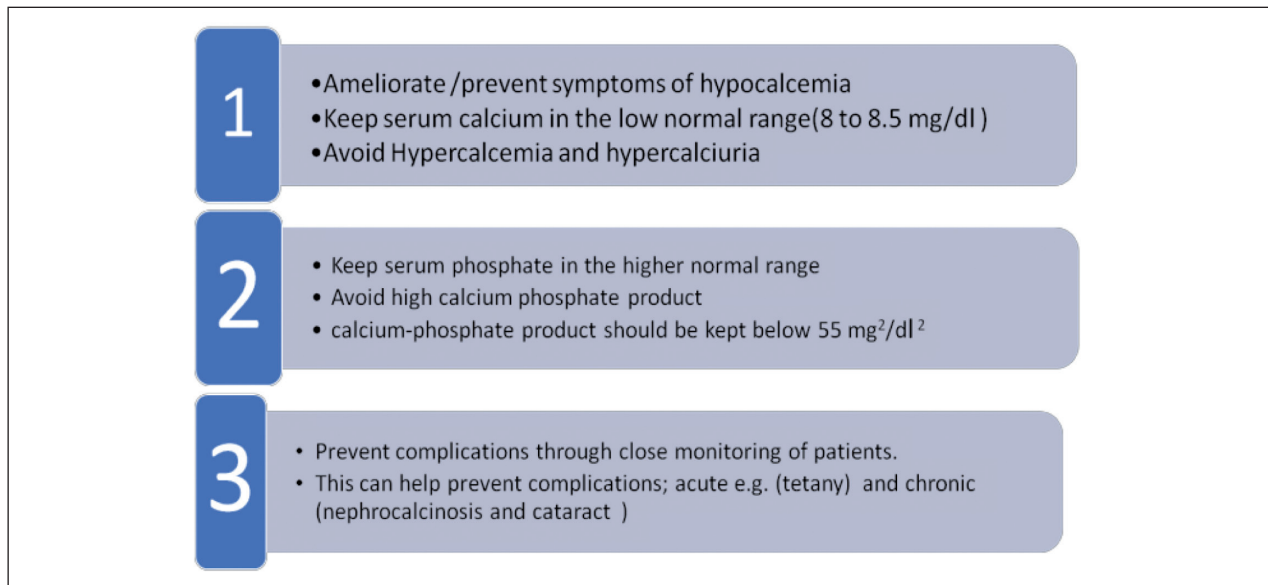 1
•Ameliorate /prevent symptoms of hypocalcemia
•Keep serum calcium in the low normal range(8 to 8.5 mg/dl )
•Avoid Hypercalcemia and hypercalciuria
2
• Keep serum phosphate in the higher normal range
• Avoid high calcium phosphate product
• calcium-phosphate product should be kept below 55 mg²/dl ²
3
• Prevent complications through close monitoring of patients.
• This can help prevent complications; acute e.g. (tetany) and chronic
(nephrocalcinosis and cataract )